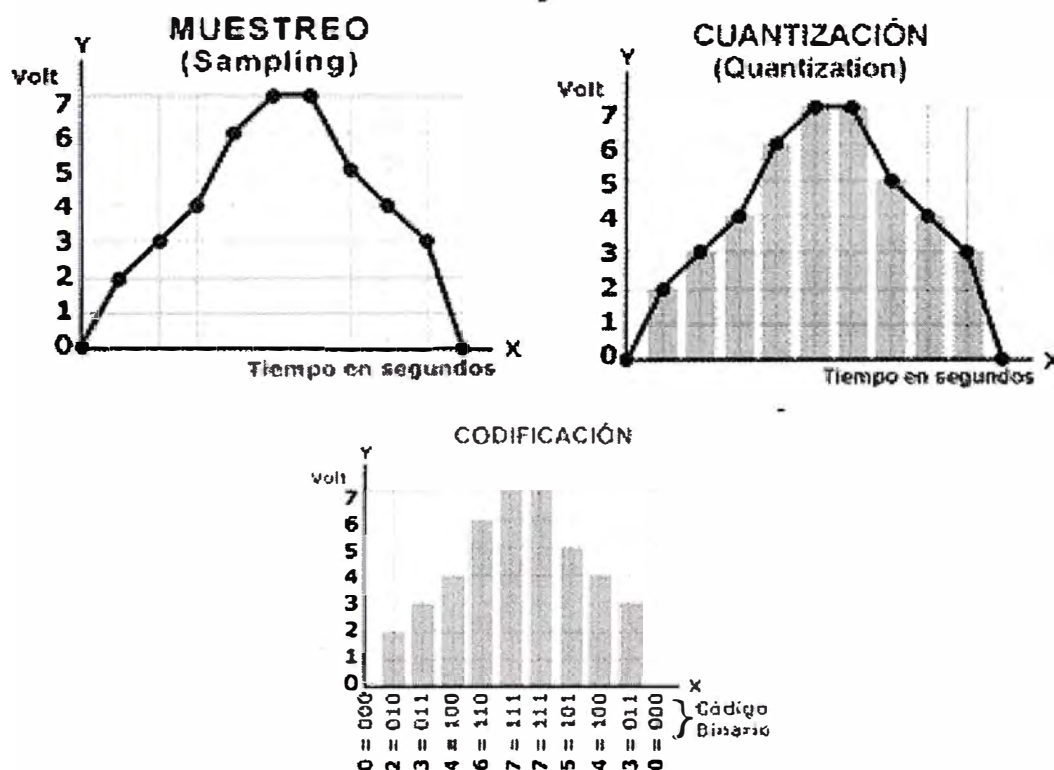 MUESTREO
(Sampling)
Y
Volt
7
6
5
4
3
2
1
0
X
Tiempo en segundos
CUANTIZACIÓN
(Quantization)
Y
Volt
7
6
5
4
3
2
1
0
X
Tiempo en segundos
CODIFICACIÓN
Y
Volt
7
6
5
4
3
2
1
0
X
0 = 000
2 = 010
3 = 011
4 = 100
6 = 110
7 = 111
7 = 111
5 = 101
4 = 100
3 = 011
0 = 000
Código
Binario